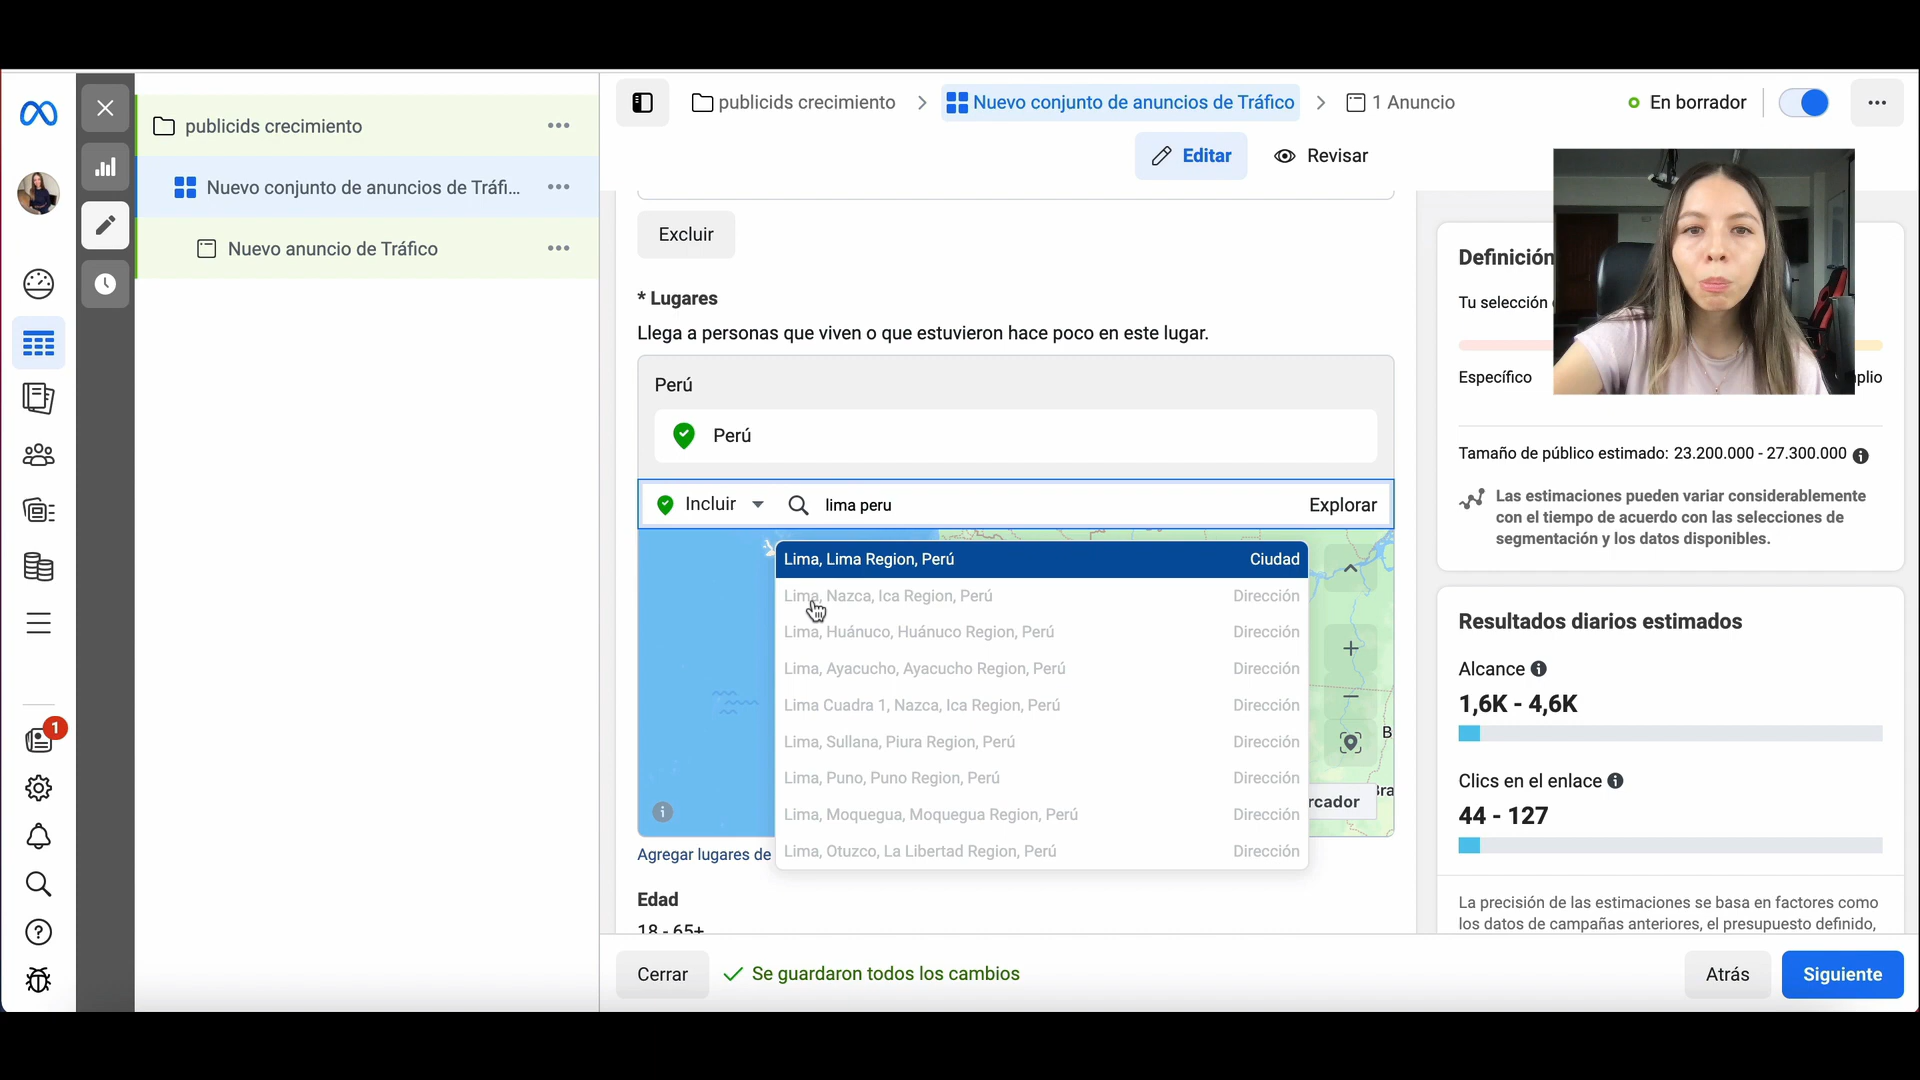 publicids crecimiento
Nuevo conjunto de anuncios de Tráfi...
Nuevo anuncio de Tráfico
1
publicids crecimiento
Nuevo conjunto de anuncios de Tráfico
1 Anuncio
En borrador
Editar
Revisar
Excluir
* Lugares
Llega a personas que viven o que estuvieron hace poco en este lugar.
Perú
Perú
Incluir
lima peru
Explorar
Lima, Lima Region, Perú Ciudad
Lima, Nazca, Ica Region, Perú Dirección
Lima, Huánuco, Huánuco Region, Perú Dirección
Lima, Ayacucho, Ayacucho Region, Perú Dirección
Lima Cuadra 1, Nazca, Ica Region, Perú Dirección
Lima, Sullana, Piura Region, Perú Dirección
Lima, Puno, Puno Region, Perú Dirección
Lima, Moquegua, Moquegua Region, Perú Dirección
Lima, Otuzco, La Libertad Region, Perú Dirección
B
Bra
rcador
Agregar lugares de
Edad
18 - 65+
Definición
Tu selección
Específico
plio
Tamaño de público estimado: 23.200.000 - 27.300.000
Las estimaciones pueden variar considerablemente
con el tiempo de acuerdo con las selecciones de
segmentación y los datos disponibles.
Resultados diarios estimados
Alcance
1,6K - 4,6K
Clics en el enlace
44 - 127
La precisión de las estimaciones se basa en factores como
los datos de campañas anteriores, el presupuesto definido,
Cerrar
Se guardaron todos los cambios
Atrás
Siguiente